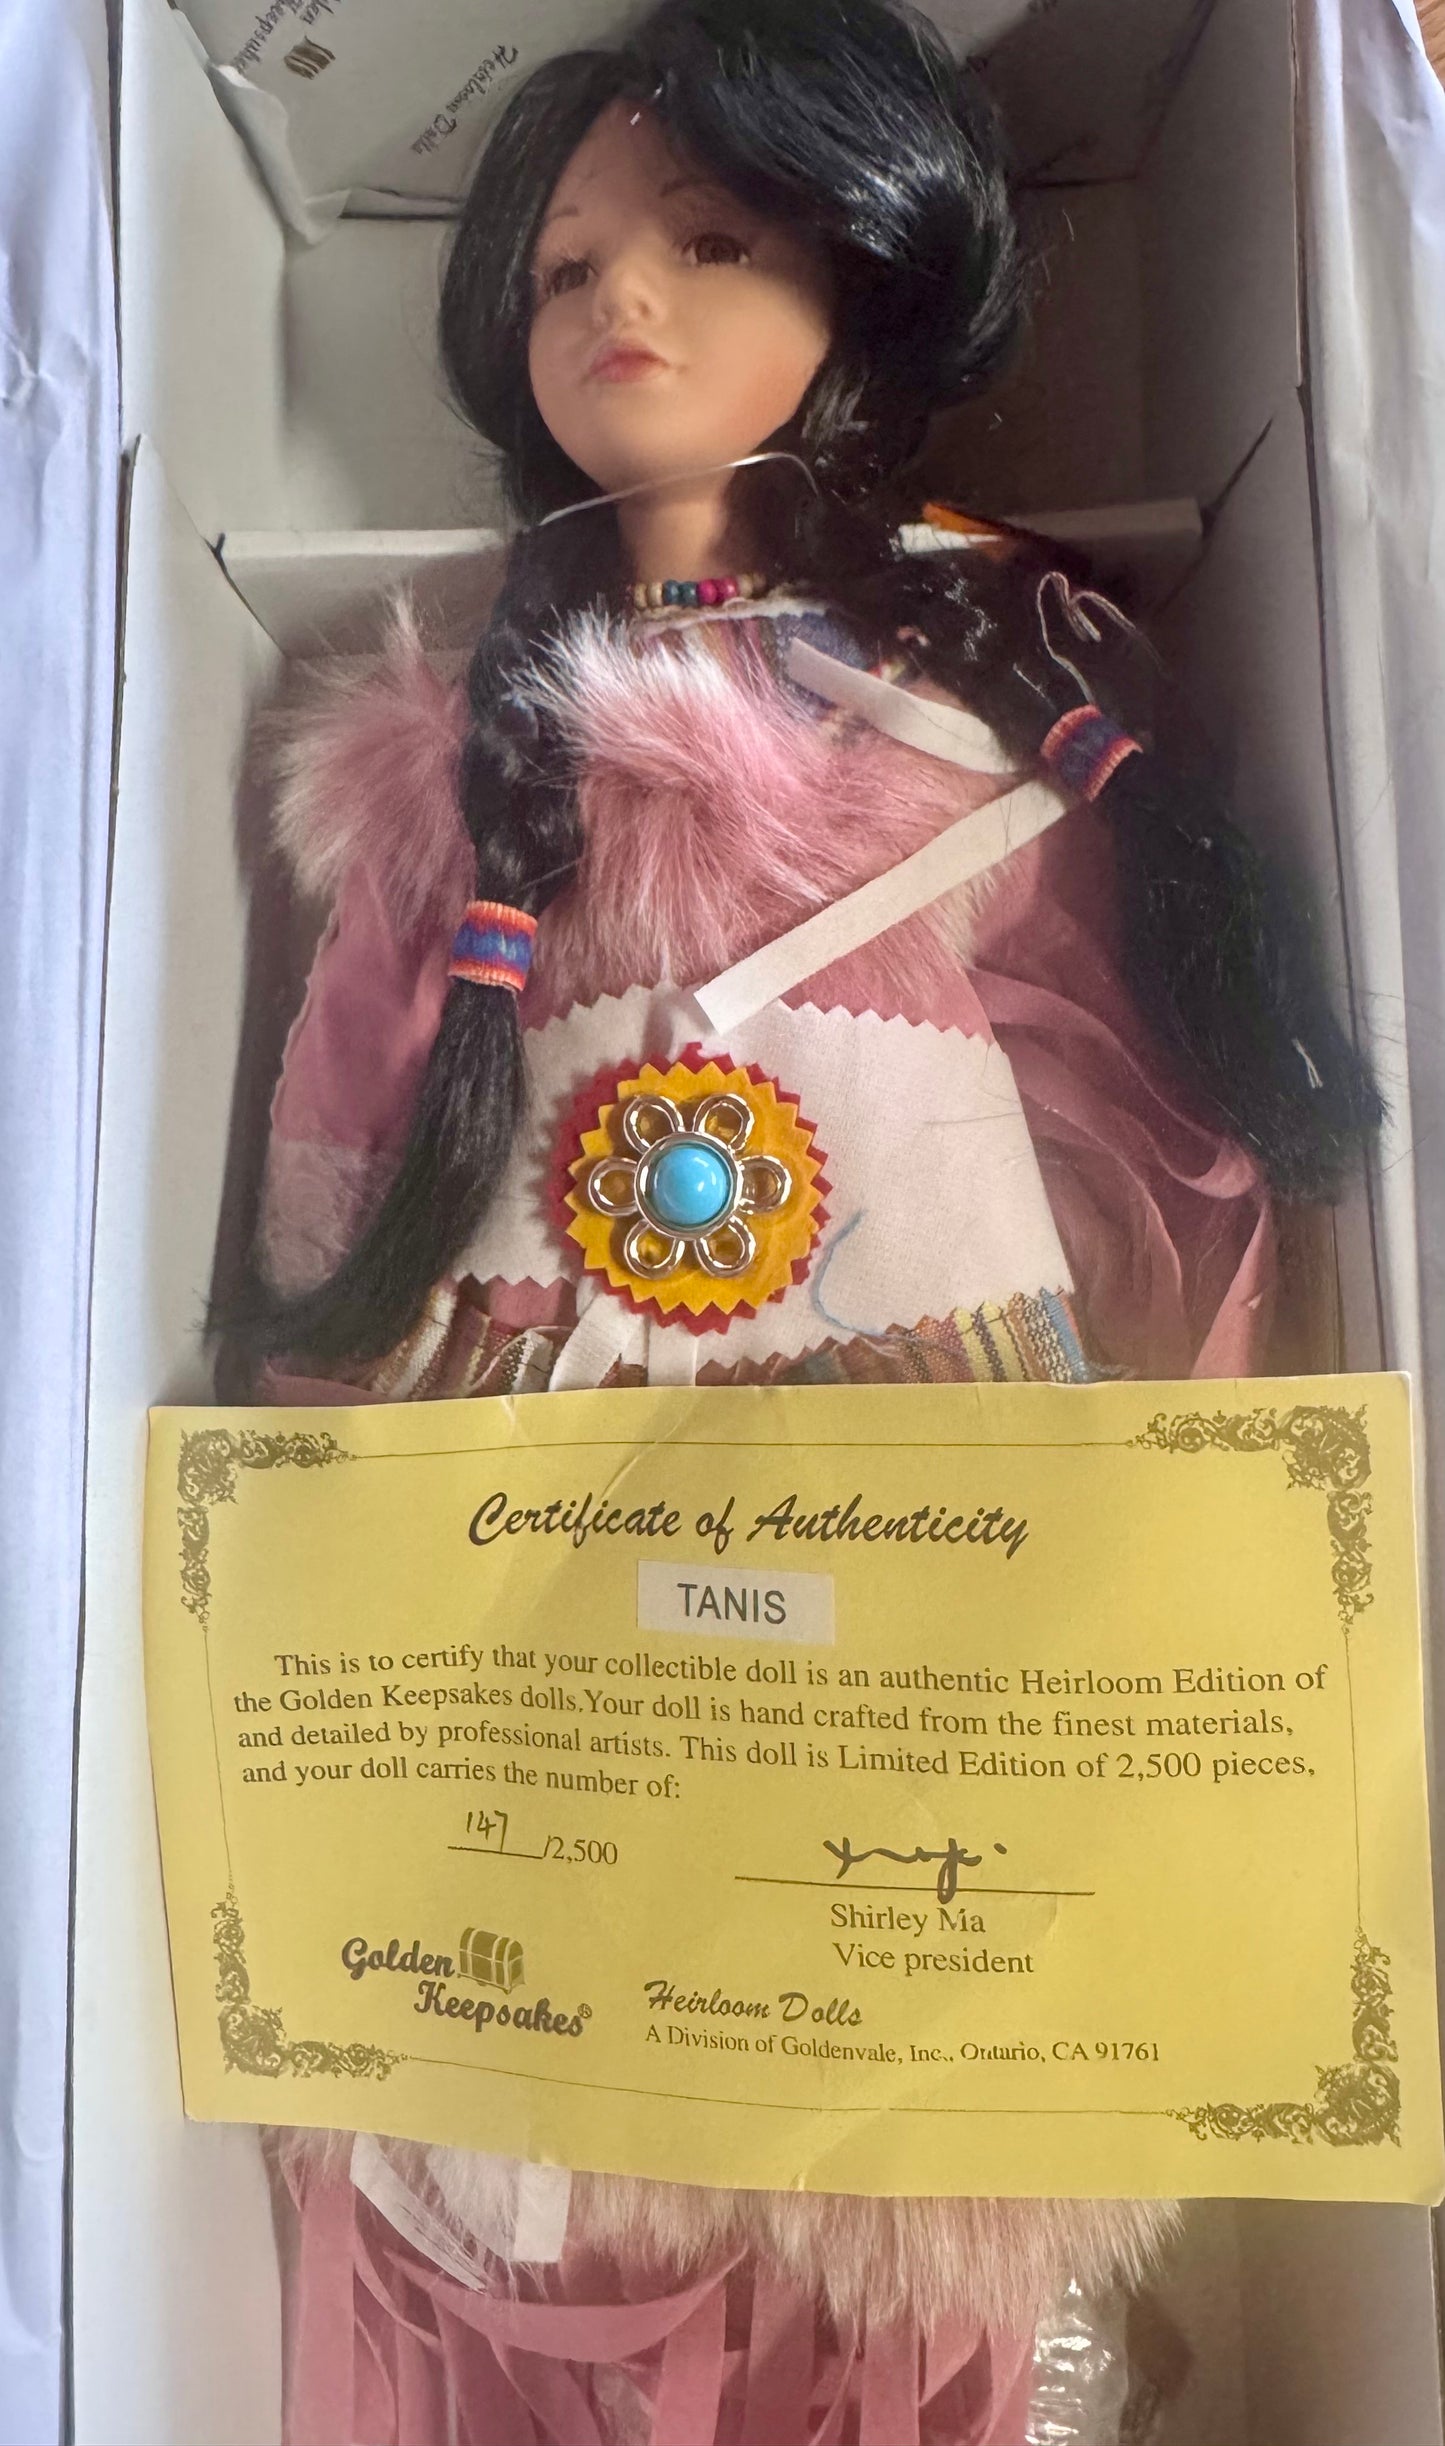 Heirloom Dolls
Certificate of Authenticity
TANIS
This is to certify that your collectible doll is an authentic Heirloom Edition of
the Golden Keepsakes dolls.Your doll is hand crafted from the finest materials,
and detailed by professional artists. This doll is Limited Edition of 2,500 pieces,
and your doll carries the number of:
147 /2,500
Shirley Ma
Vice president
Golden
Keepsakes®
Heirloom Dolls
A Division of Goldenvale, Inc., Ontario, CA 91761